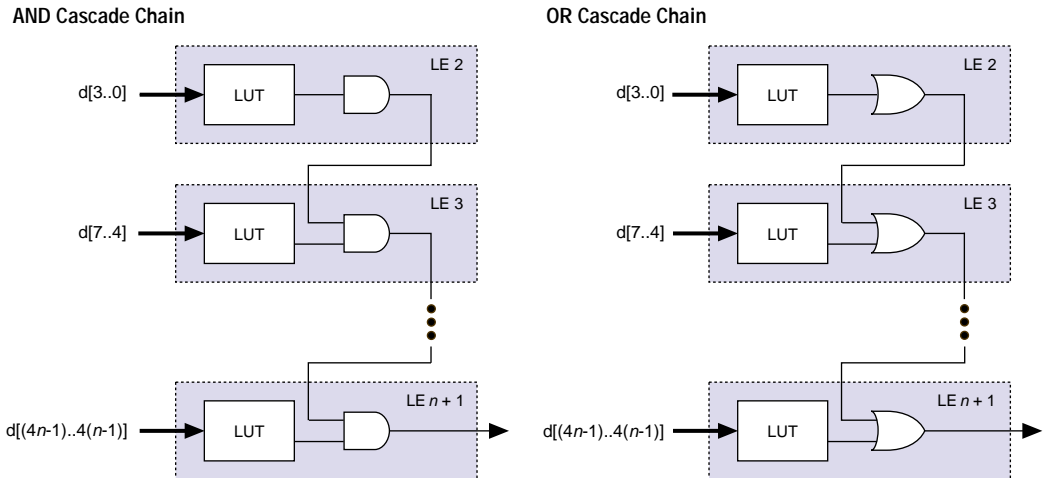 AND Cascade Chain
LE 2
d[3..0]
LUT
LE 3
d[7..4]
LUT
LE n + 1
d[(4n-1)..4(n-1)]
LUT
OR Cascade Chain
LE 2
d[3..0]
LUT
LE 3
d[7..4]
LUT
LE n + 1
d[(4n-1)..4(n-1)]
LUT